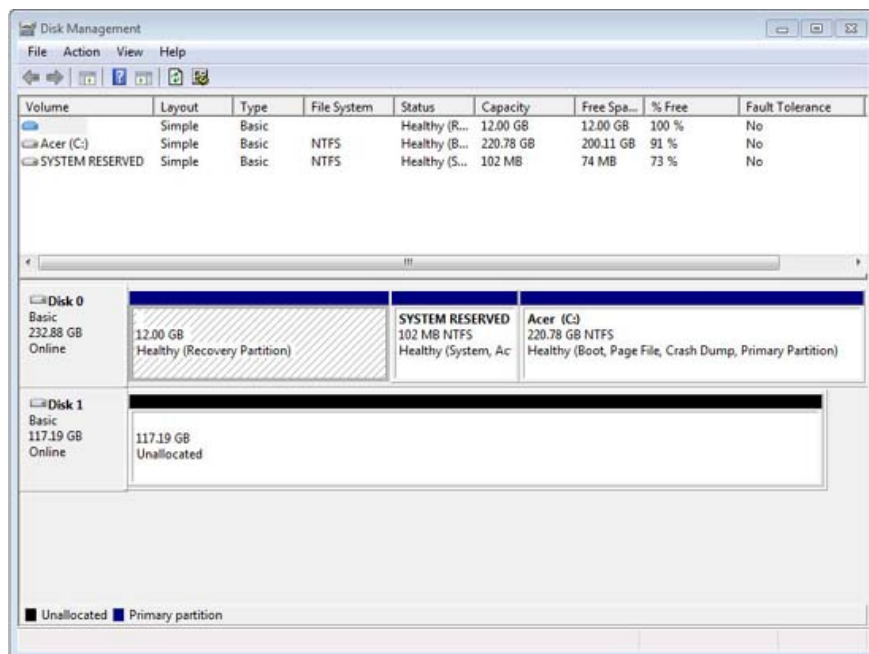 Disk Management
File Action View Help
Volume Layout Type File System Status Capacity Free Spa... % Free Fault Tolerance
Simple Basic Healthy (R... 12.00 GB 12.00 GB 100 % No
Acer (C:) Simple Basic NTFS Healthy (B... 220.78 GB 200.11 GB 91 % No
SYSTEM RESERVED Simple Basic NTFS Healthy (S... 102 MB 74 MB 73 % No
Disk 0
Basic
232.88 GB
Online
12.00 GB
Healthy (Recovery Partition)
SYSTEM RESERVED
102 MB NTFS
Healthy (System, Ac
Acer (C:)
220.78 GB NTFS
Healthy (Boot, Page File, Crash Dump, Primary Partition)
Disk 1
Basic
117.19 GB
Online
117.19 GB
Unallocated
Unallocated Primary partition